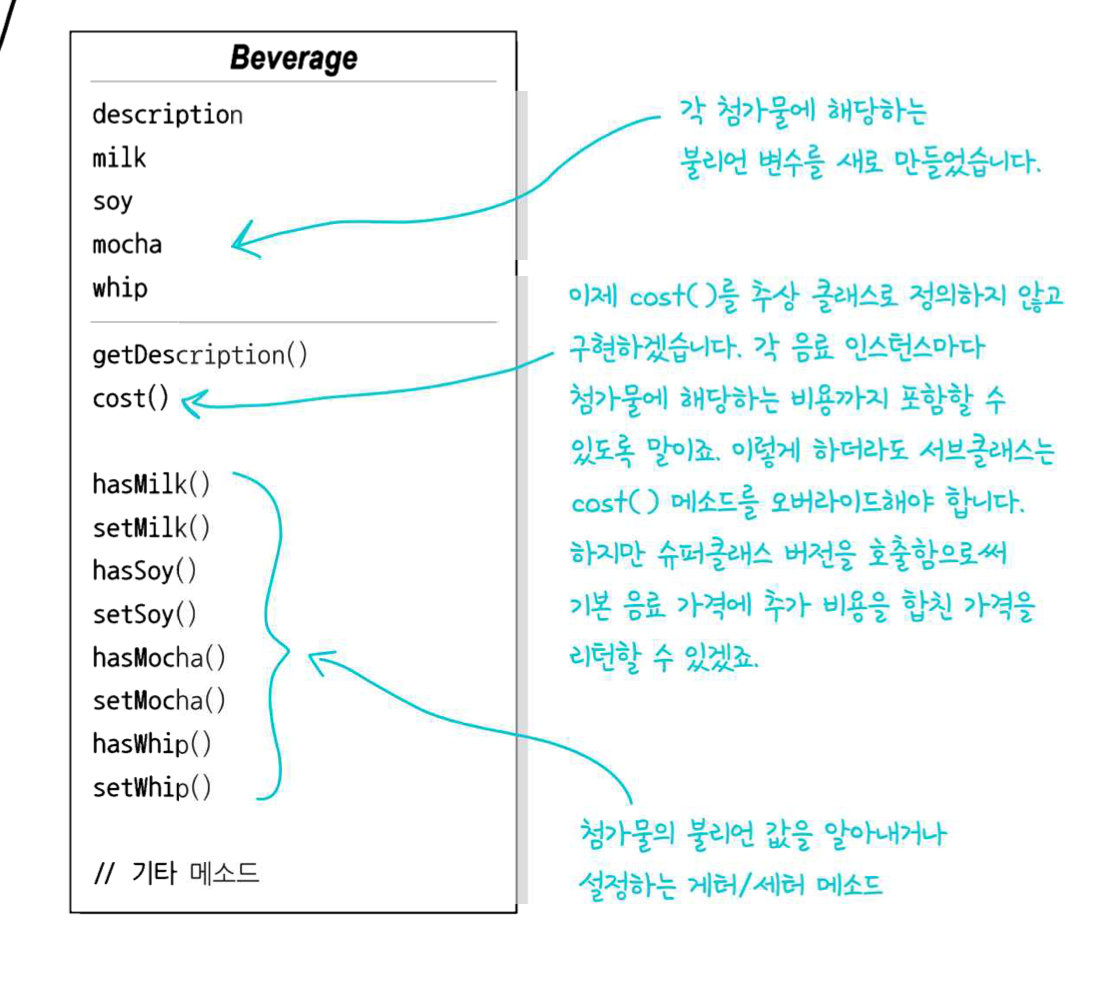 Beverage
description
milk
soy
mocha
whip
getDescription()
cost()
hasMilk()
setMilk()
hasSoy()
setSoy()
hasMocha()
setMocha()
hasWhip()
setWhip()
// 기타 메소드
각 첨가물에 해당하는
불리언 변수를 새로 만들었습니다.
이제 cost( )를 추상 클래스로 정의하지 않고
구현하겠습니다. 각 음료 인스턴스마다
첨가물에 해당하는 비용까지 포함할 수
있도록 말이죠. 이렇게 하더라도 서브클래스는
cost( ) 메소드를 오버라이드해야 합니다.
하지만 슈퍼클래스 버전을 호출함으로써
기본 음료 가격에 추가 비용을 합친 가격을
리턴할 수 있겠죠.
첨가물의 불리언 값을 알아내거나
설정하는 게터/세터 메소드